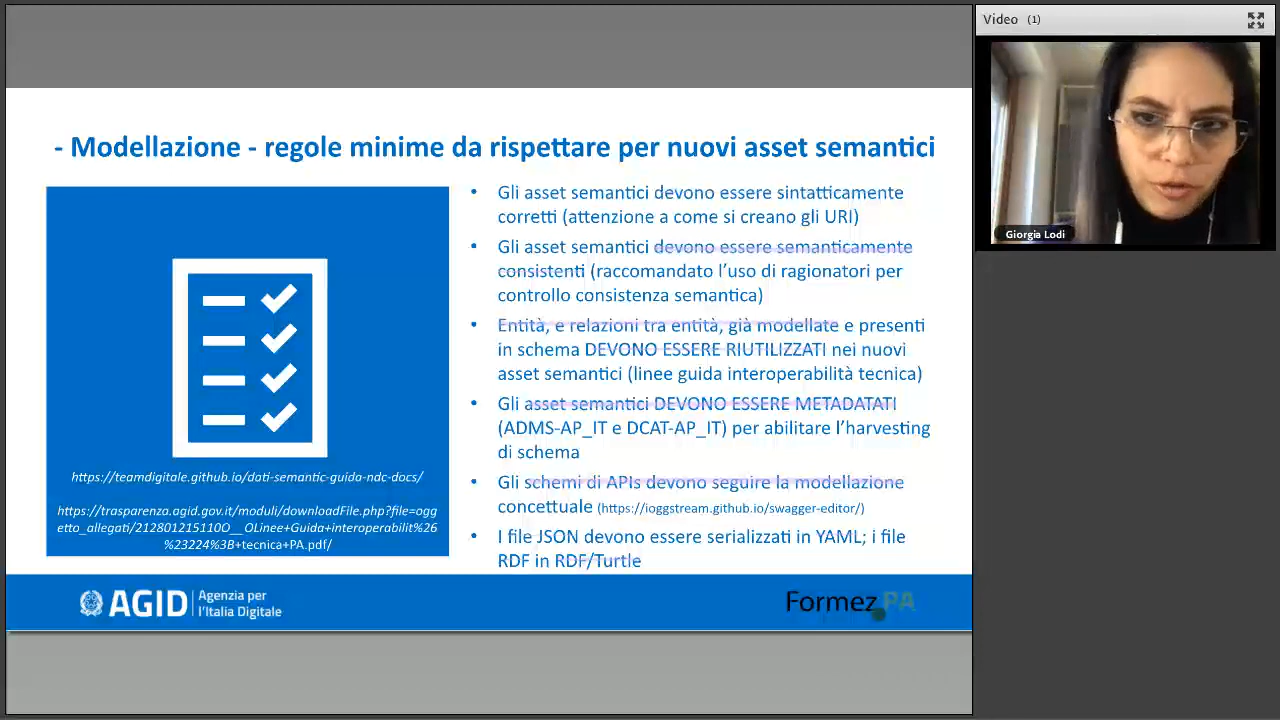 Video (1)
Giorgia Lodi
- Modellazione - regole minime da rispettare per nuovi asset semantici
• Gli asset semantici devono essere sintatticamente
corretti (attenzione a come si creano gli URI)
• Gli asset semantici devono essere semanticamente
consistenti (raccomandato l'uso di ragionatori per
controllo consistenza semantica)
• Entità, e relazioni tra entità, già modellate e presenti
in schema DEVONO ESSERE RIUTILIZZATI nei nuovi
asset semantici (linee guida interoperabilità tecnica)
• Gli asset semantici DEVONO ESSERE METADATATI
(ADMS-AP_IT e DCAT-AP_IT) per abilitare l'harvesting
di schema
• Gli schemi di APIs devono seguire la modellazione
concettuale (https://ioggstream.github.io/swagger-editor/)
• I file JSON devono essere serializzati in YAML; i file
RDF in RDF/Turtle
https://teamdigitale.github.io/dati-semantic-guida-ndc-docs/
https://trasparenza.agid.gov.it/moduli/downloadFile.php?file=ogg
etto_allegati/212801215110O__OLinee+Guida+interoperabilit%26
%23224%3B+tecnica+PA.pdf/
AGID Agenzia per
l'Italia Digitale
Formez PA